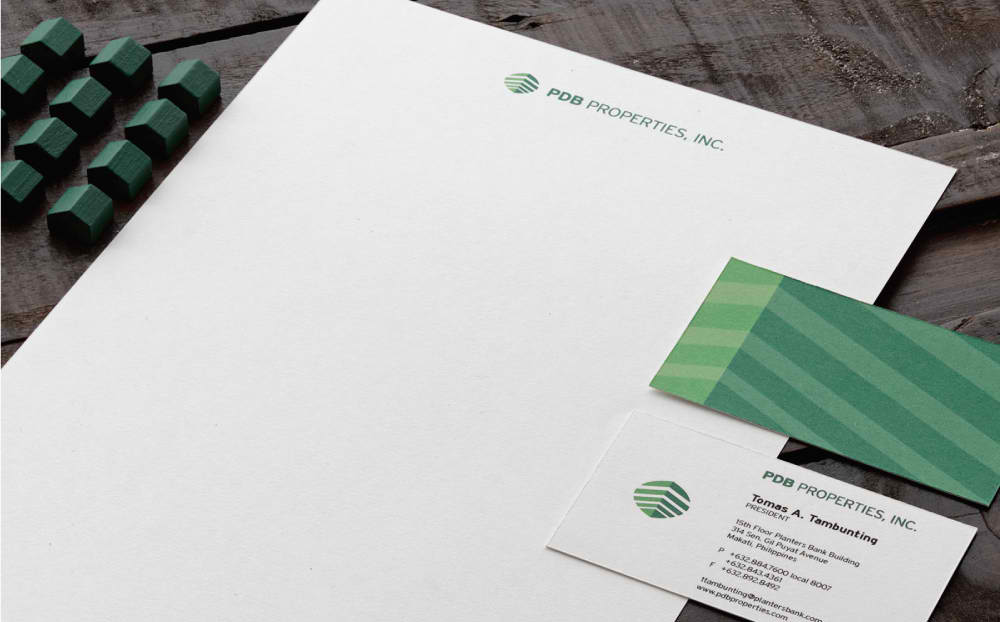 PDB PROPERTIES, INC.
PDB PROPERTIES, INC.
Tomas A. Tambunting
PRESIDENT
15th Floor Planters Bank Building
314 Sen. Gil Puyat Avenue
Makati, Philippines
P +632.884.7600 local 8007
+632.843.4361
F +632.892.8492
ttambunting@plantersbank.com
www.pdbproperties.com